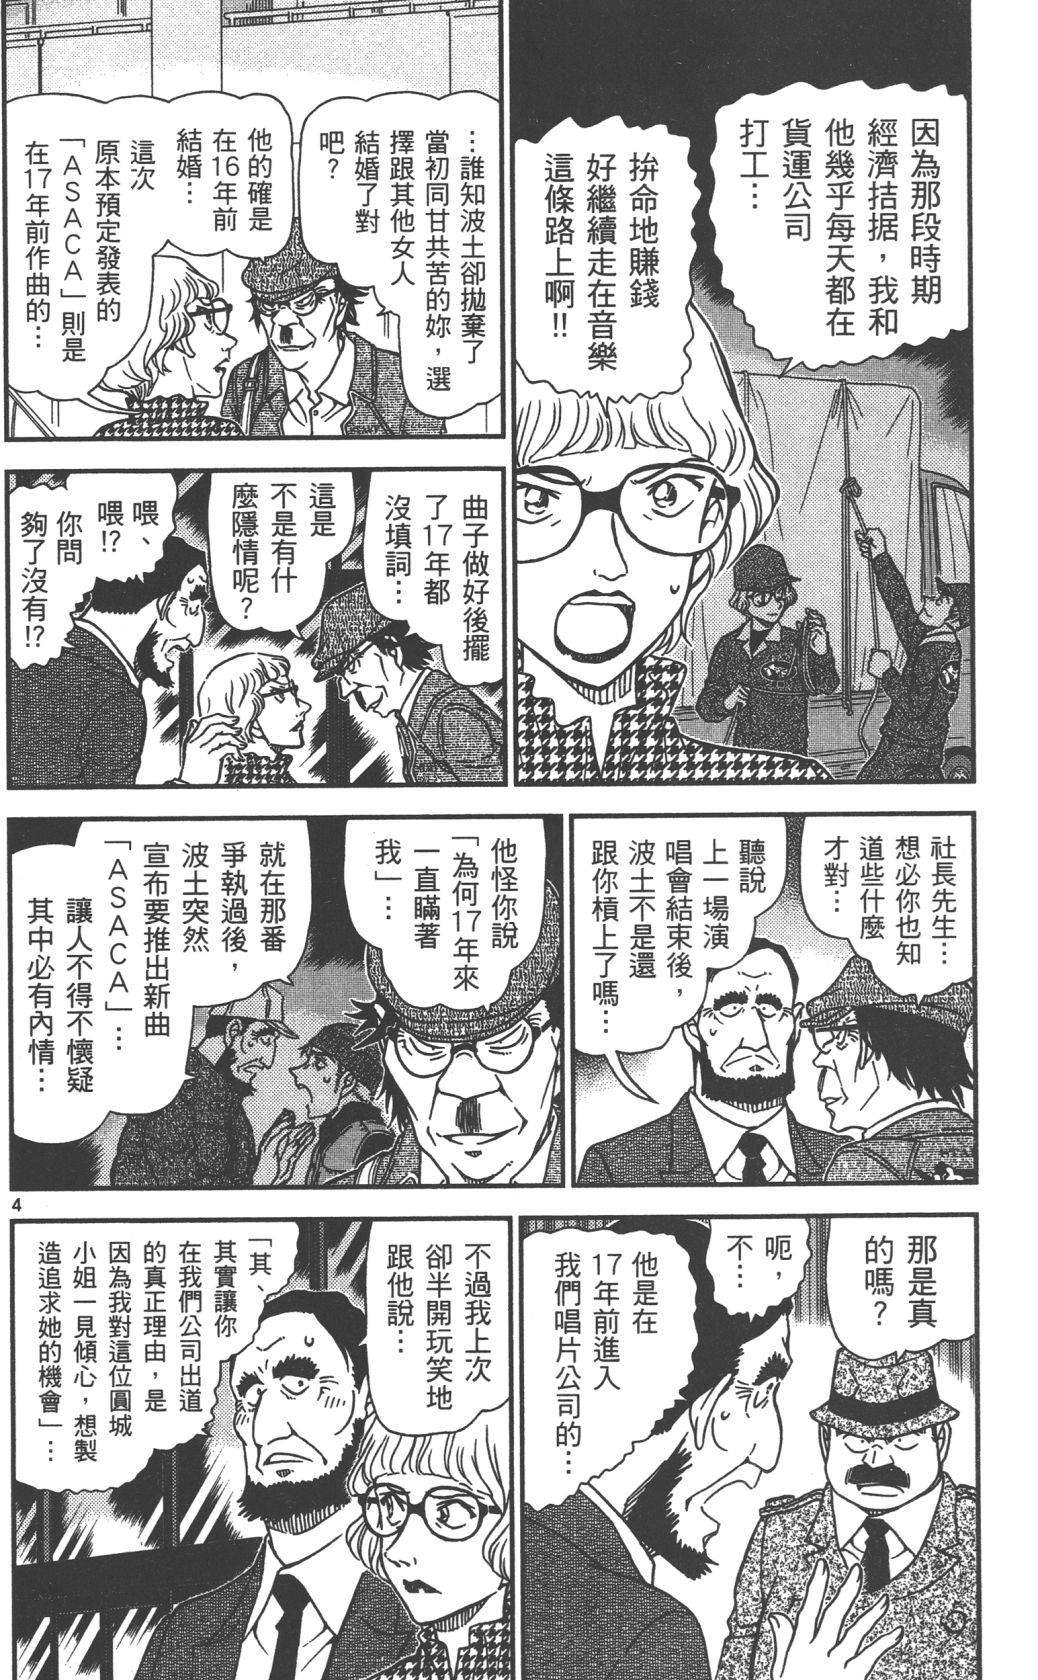 因為那段時期
經濟拮据，我和
他幾乎每天都在
貨運公司
打工…
拚命地賺錢
好繼續走在音樂
這條路上啊!!
…誰知波土卻拋棄了
當初同甘共苦的妳，選
擇跟其他女人
結婚了對
吧？
他的確是
在16年前
結婚…
這次
原本預定發表的
「ASACA」則是
在17年前作曲的…
曲子做好後擺
了17年都
沒填詞…
這是
不是有什
麼隱情呢？
喂、
喂!?
你問
夠了沒有!?
社長先生…
想必你也知
道些什麼
才對…
聽說
上一場演
唱會結束後，
波土不是還
跟你槓上了嗎…
他怪你說
「為何17年來
一直瞞著
我」…
就在那番
爭執過後，
波土突然
宣布要推出新曲
「ASACA」…
讓人不得不懷疑
其中必有內情…
4
那是真
的嗎？
呃，
不…
他是在
17年前進入
我們唱片公司的…
不過我上次
卻半開玩笑地
跟他說…
「其、
其實讓你
在我們公司出道
的真正理由，是
因為我對這位圓城
小姐一見傾心，想製
造追求她的機會」…